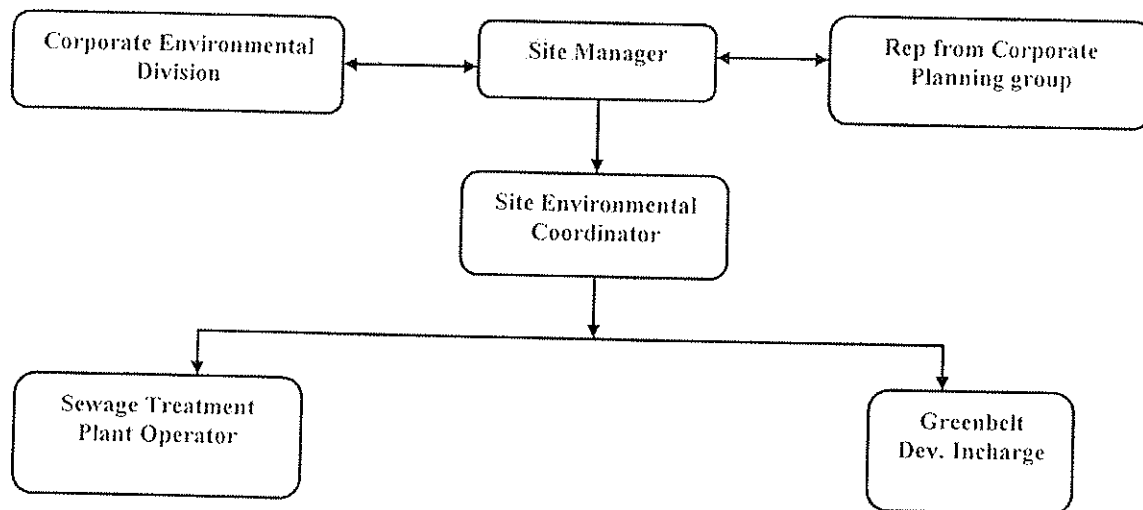 Corporate Environmental
Division
Site Manager
Rep from Corporate
Planning group
Site Environmental
Coordinator
Sewage Treatment
Plant Operator
Greenbelt
Dev. Incharge